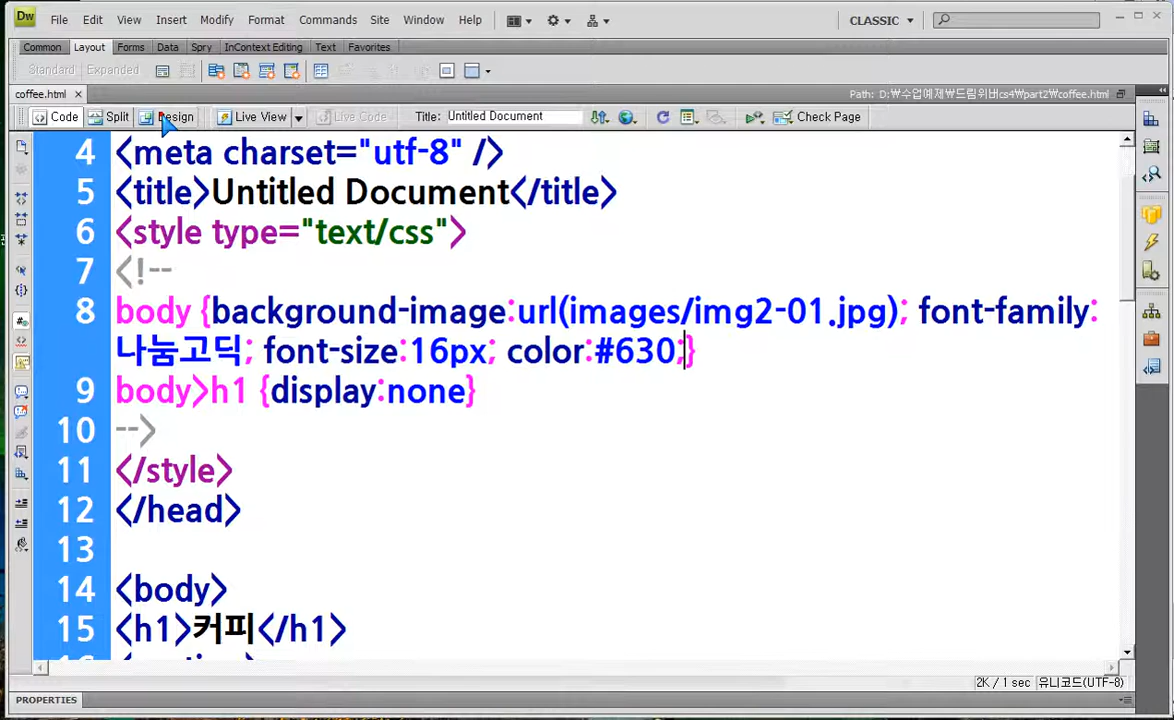 Dw File Edit View Insert Modify Format Commands Site Window Help CLASSIC
Common Layout Forms Data Spry InContext Editing Text Favorites
Standard Expanded
coffee.html Path: D:₩수업예제₩드림위버cs4₩part2₩coffee.html
Code Split Design Live View Live Code Title: Untitled Document Check Page
4 <meta charset="utf-8" />
5 <title>Untitled Document</title>
6 <style type="text/css">
7 <!--
8 body {background-image:url(images/img2-01.jpg); font-family:
나눔고딕; font-size:16px; color:#630;}
9 body>h1 {display:none}
10 -->
11 </style>
12 </head>
13
14 <body>
15 <h1>커피</h1>
2K / 1 sec 유니코드(UTF-8)
PROPERTIES